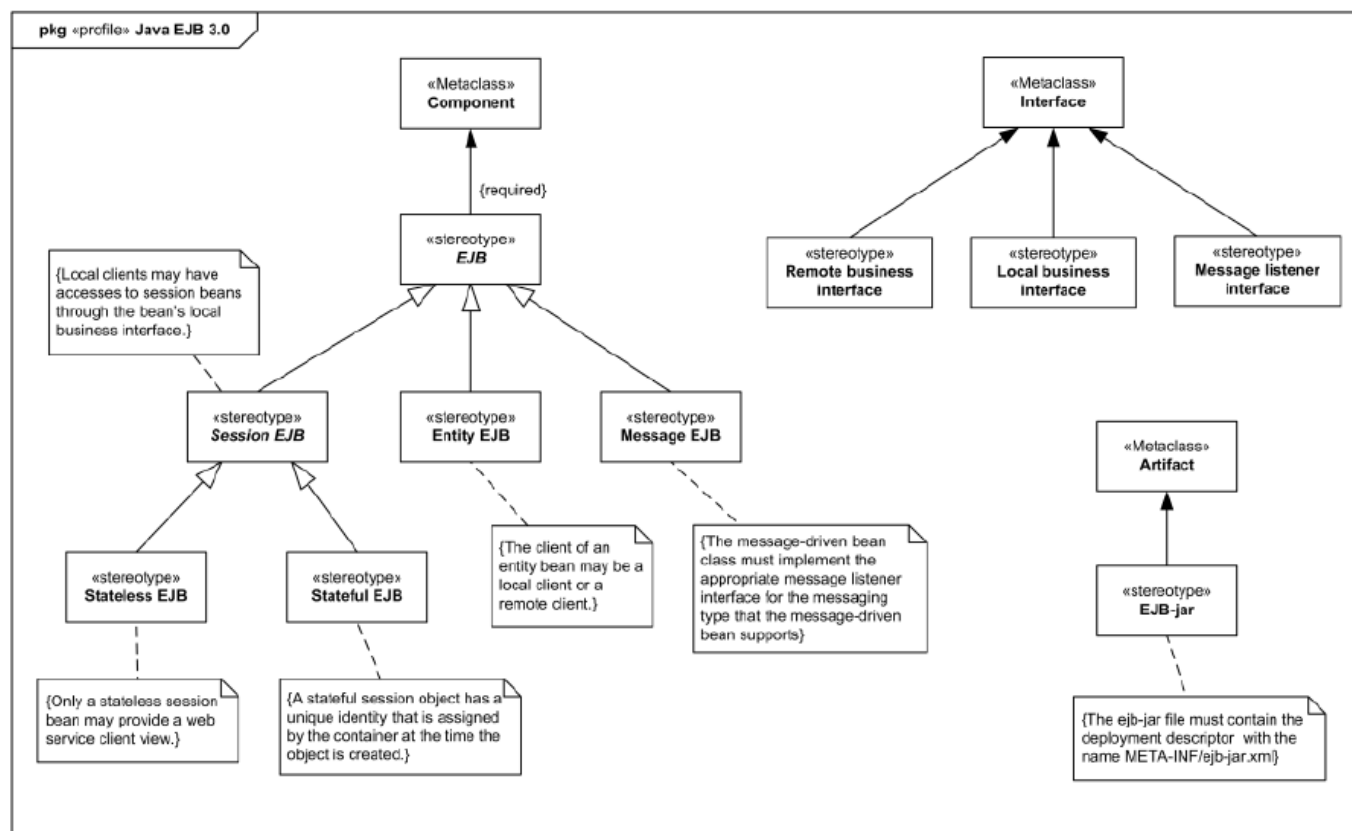 pkg «profile» Java EJB 3.0
«Metaclass»
Component
{required}
«stereotype»
EJB
{Local clients may have
accesses to session beans
through the bean's local
business interface.}
«stereotype»
Session EJB
«stereotype»
Entity EJB
«stereotype»
Message EJB
«stereotype»
Stateless EJB
«stereotype»
Stateful EJB
{The client of an
entity bean may be a
local client or a
remote client.}
{The message-driven bean
class must implement the
appropriate message listener
interface for the messaging
type that the message-driven
bean supports}
{Only a stateless session
bean may provide a web
service client view.}
{A stateful session object has a
unique identity that is assigned
by the container at the time the
object is created.}
«Metaclass»
Interface
«stereotype»
Remote business
interface
«stereotype»
Local business
interface
«stereotype»
Message listener
interface
«Metaclass»
Artifact
«stereotype»
EJB-jar
{The ejb-jar file must contain the
deployment descriptor with the
name META-INF/ejb-jar.xml}